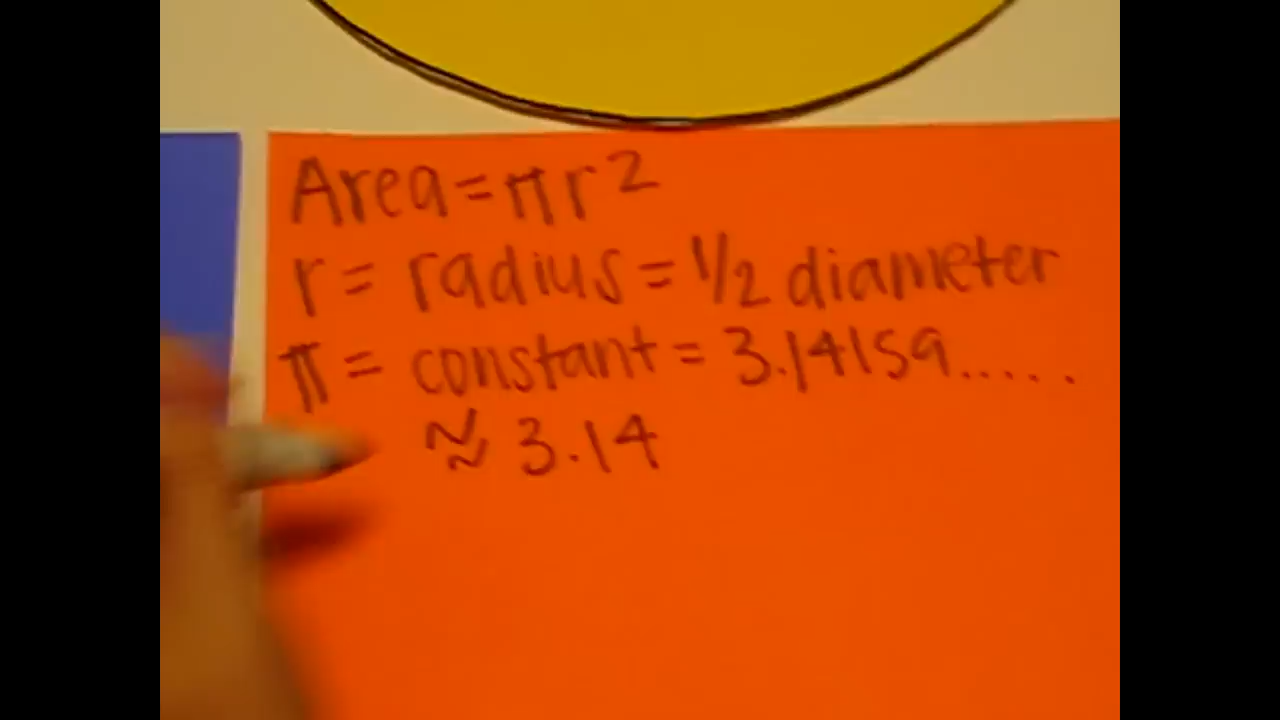 Area = πr²
r = radius = 1/2 diameter
π = constant = 3.14159.....
≈ 3.14